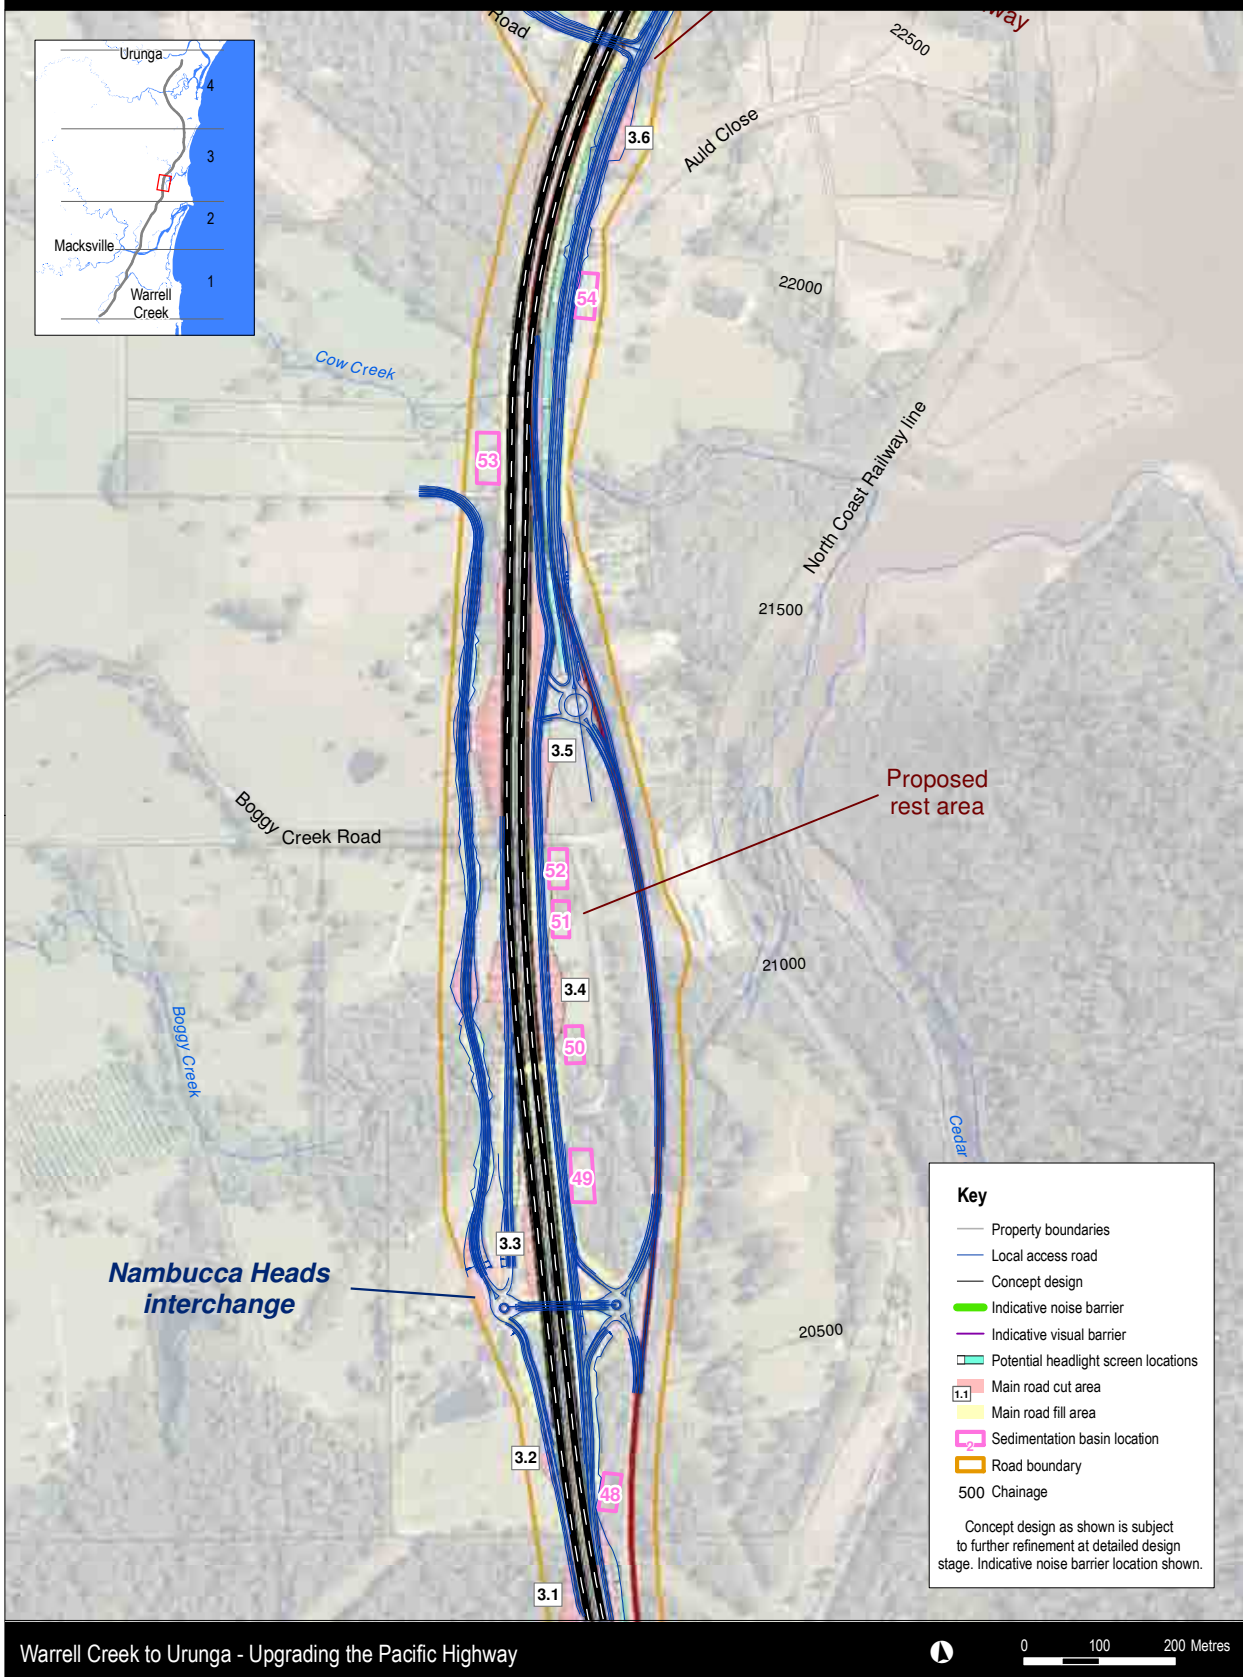 Road
way
22500
Urunga
4
3
2
Macksville
1
Warrell
Creek
3.6
Auld Close
22000
54
Cow Creek
53
North Coast Railway line
21500
3.5
Proposed
rest area
Boggy Creek Road
52
51
21000
3.4
Boggy Creek
50
Cedar
49
3.3
Nambucca Heads
interchange
20500
3.2
48
3.1
Key
Property boundaries
Local access road
Concept design
Indicative noise barrier
Indicative visual barrier
Potential headlight screen locations
1.1 Main road cut area
Main road fill area
2 Sedimentation basin location
Road boundary
500 Chainage
Concept design as shown is subject
to further refinement at detailed design
stage. Indicative noise barrier location shown.
Warrell Creek to Urunga - Upgrading the Pacific Highway
0 100 200 Metres